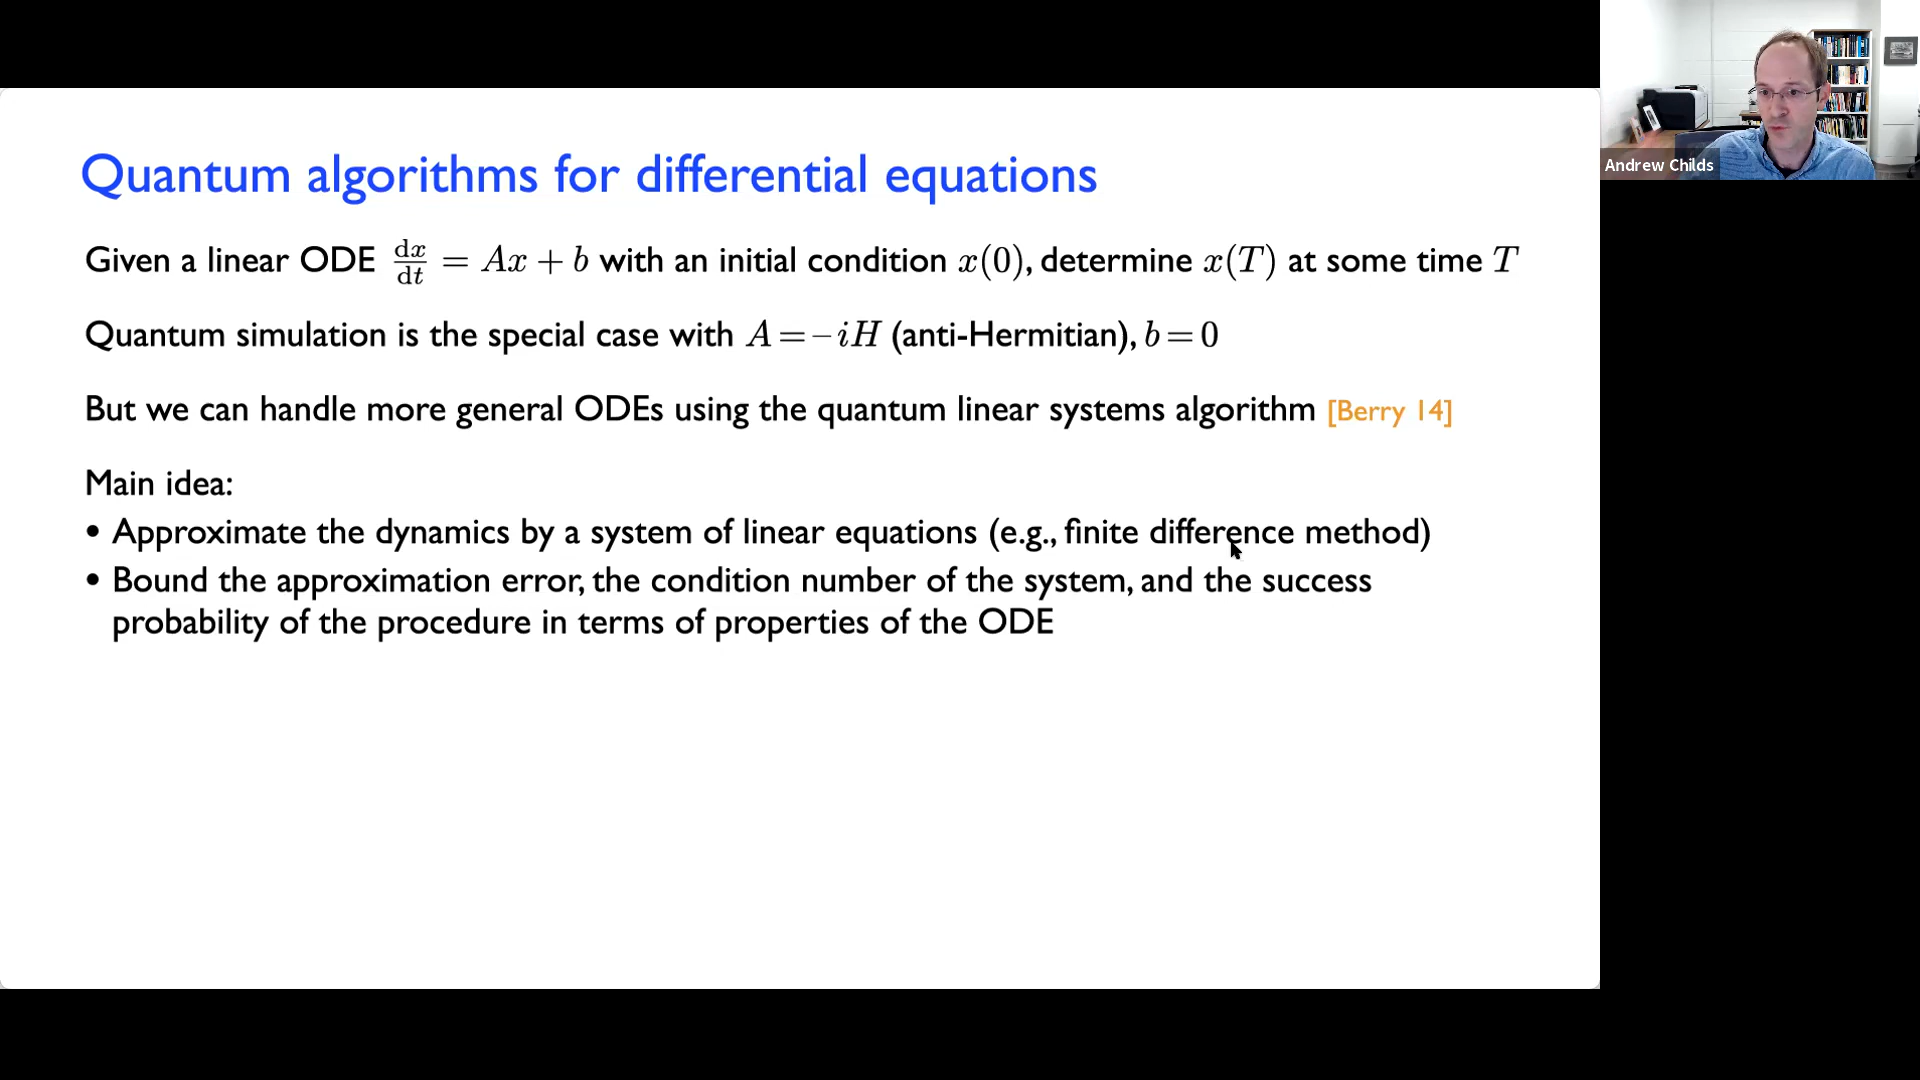 Quantum algorithms for differential equations
Given a linear ODE dx/dt = Ax + b with an initial condition x(0), determine x(T) at some time T
Quantum simulation is the special case with A = −iH (anti-Hermitian), b = 0
But we can handle more general ODEs using the quantum linear systems algorithm [Berry 14]
Main idea:
• Approximate the dynamics by a system of linear equations (e.g., finite difference method)
• Bound the approximation error, the condition number of the system, and the success
probability of the procedure in terms of properties of the ODE
Andrew Childs